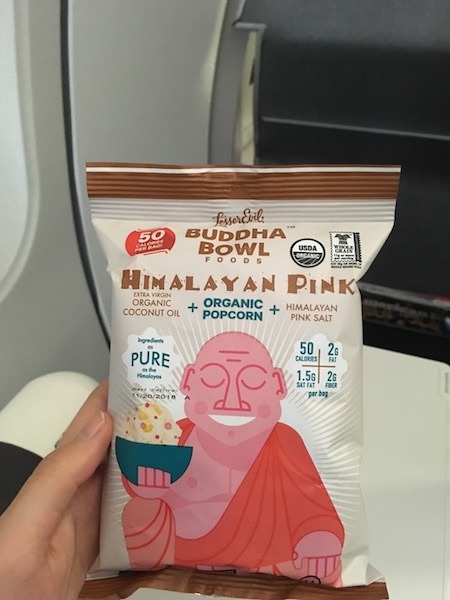 LesserEvil
BUDDHA
BOWL
FOODS
50
CALORIES
PER BAG!
USDA
ORGANIC
WHOLE
GRAIN
HIMALAYAN PINK
EXTRA VIRGIN
ORGANIC
COCONUT OIL
+
ORGANIC
POPCORN
+
HIMALAYAN
PINK SALT
Ingredients
as
PURE
as the
Himalayas
50
CALORIES
2G
FAT
1.5G
SAT FAT
2G
FIBER
per bag
11/20/2018 A